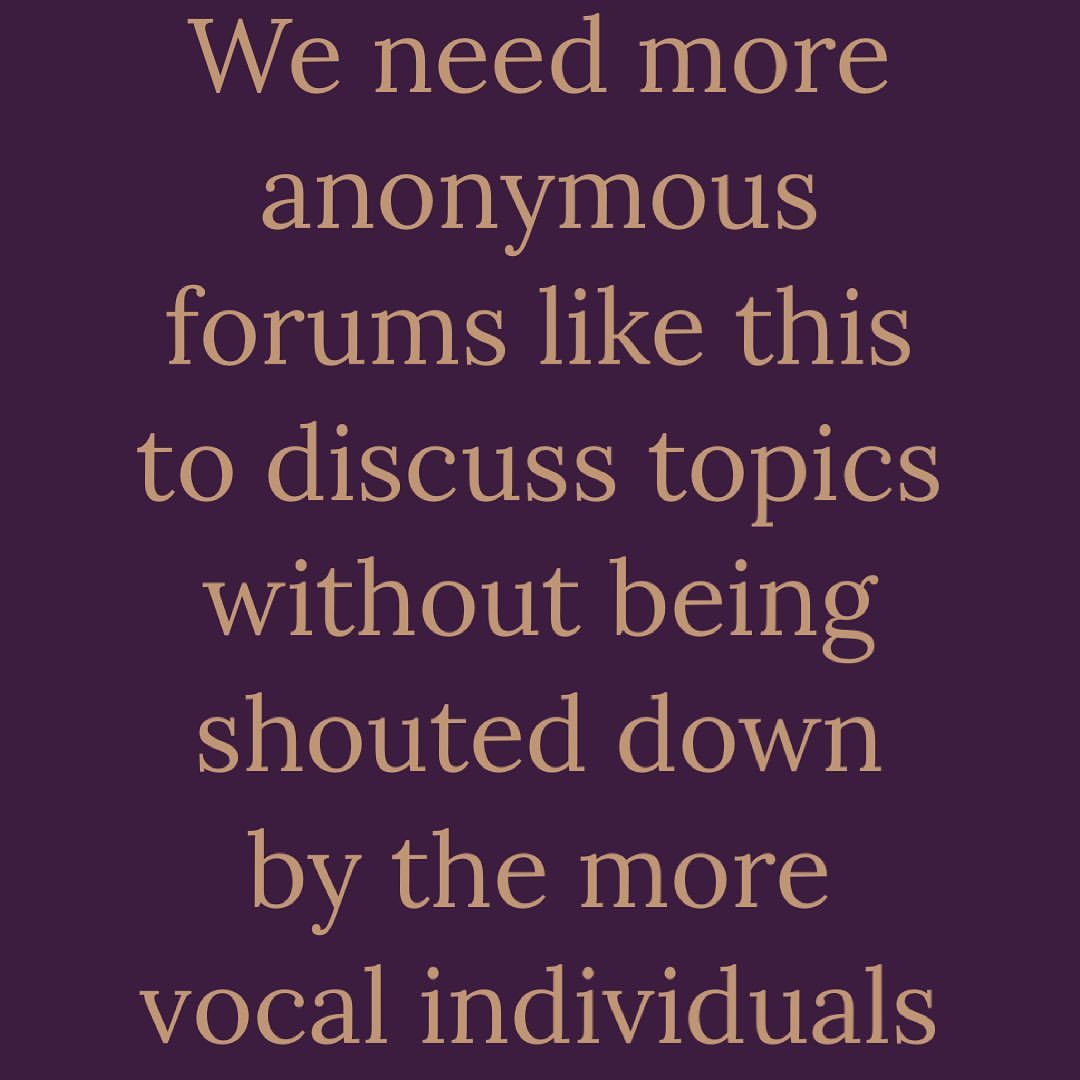 We need more
anonymous
forums like this
to discuss topics
without being
shouted down
by the more
vocal individuals